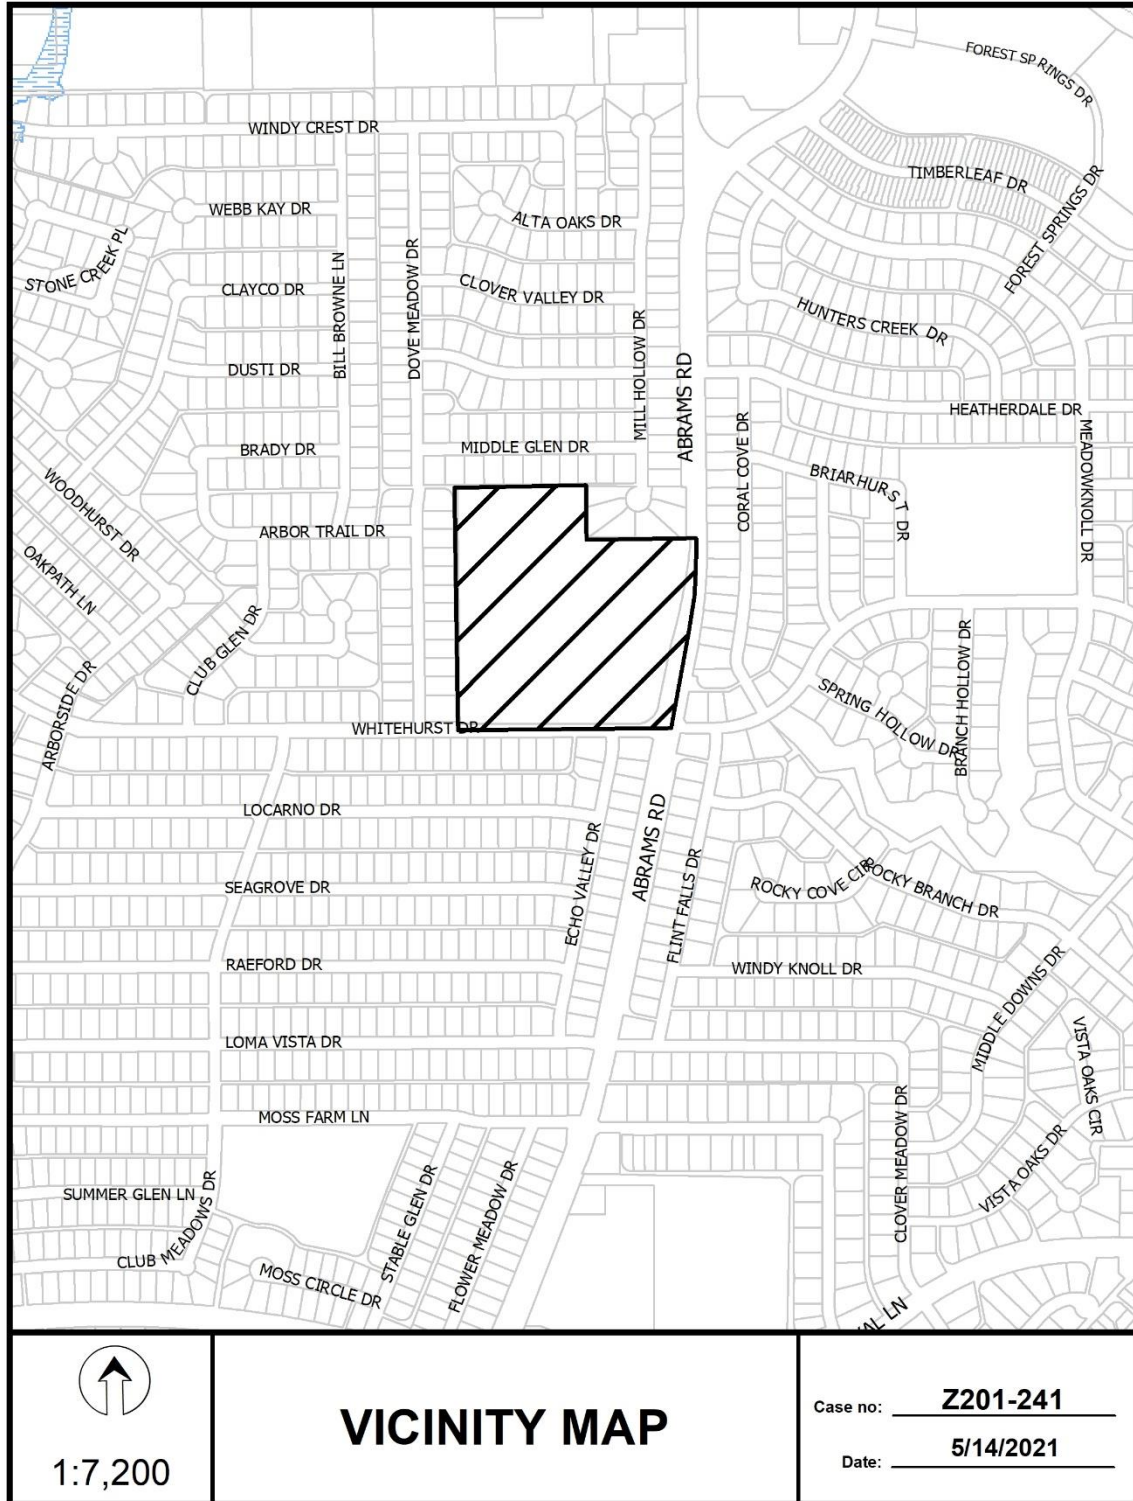 FOREST SPRINGS DR
WINDY CREST DR
TIMBERLEAF DR
WEBB KAY DR
ALTA OAKS DR
FOREST SPRINGS DR
STONE CREEK PL
BILL BROWNE LN
DOVE MEADOW DR
CLAYCO DR
CLOVER VALLEY DR
HUNTERS CREEK DR
MILL HOLLOW DR
ABRAMS RD
DUSTI DR
HEATHERDALE DR
CORAL COVE DR
MEADOWKNOLL DR
BRADY DR
MIDDLE GLEN DR
BRIARHURST DR
WOODHURST DR
ARBOR TRAIL DR
OAKPATH LN
CLUB GLEN DR
BRANCH HOLLOW DR
ARBORSIDE DR
SPRING HOLLOW DR
WHITEHURST DR
LOCARNO DR
ECHO VALLEY DR
ABRAMS RD
FLINT FALLS DR
ROCKY COVE CIR
ROCKY BRANCH DR
SEAGROVE DR
RAEFORD DR
WINDY KNOLL DR
MIDDLE DOWNS DR
LOMA VISTA DR
VISTA OAKS CIR
MOSS FARM LN
CLOVER MEADOW DR
VISTA OAKS DR
SUMMER GLEN LN
CLUB MEADOWS DR
STABLE GLEN DR
FLOWER MEADOW DR
MOSS CIRCLE DR
AL LN
1:7,200
VICINITY MAP
Case no: Z201-241
Date: 5/14/2021